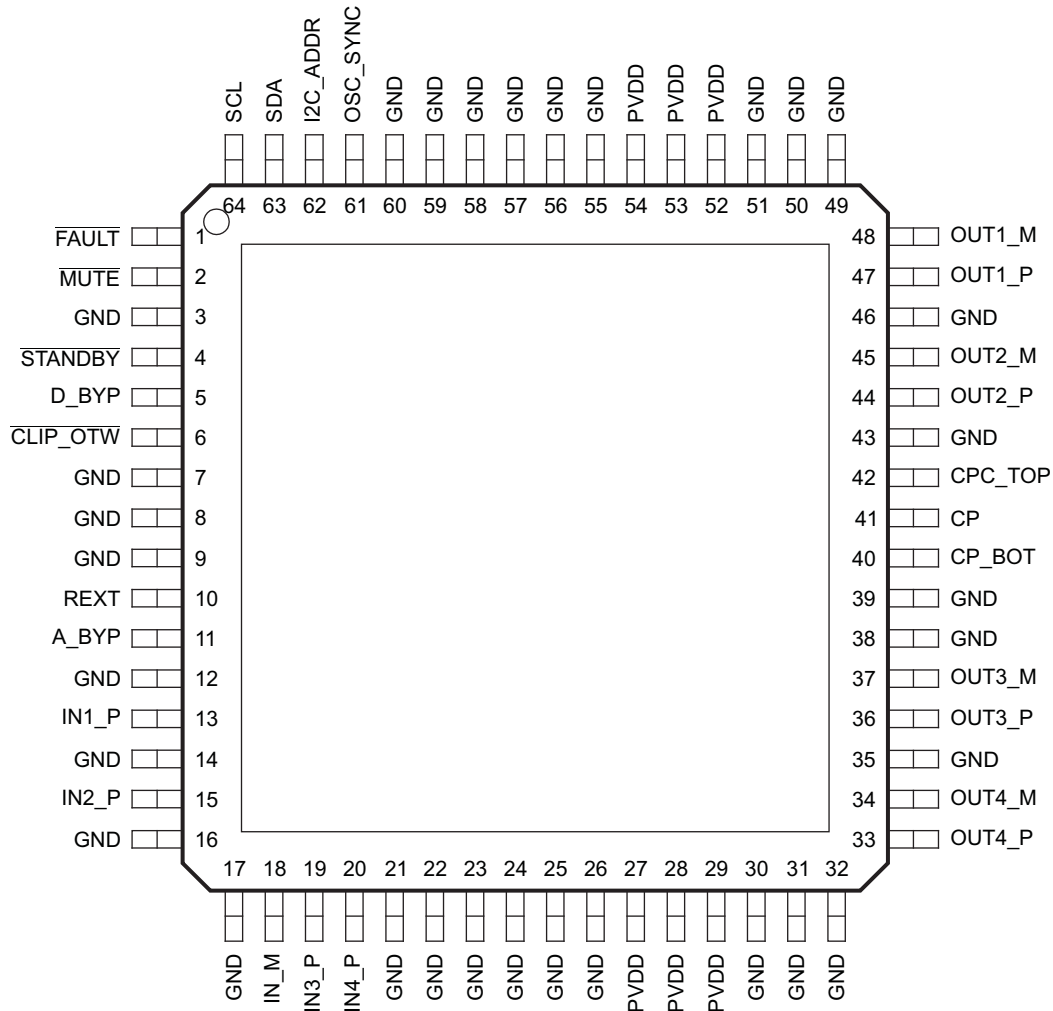 SCL SDA I2C_ADDR OSC_SYNC GND GND GND GND GND GND PVDD PVDD PVDD GND GND GND
64 63 62 61 60 59 58 57 56 55 54 53 52 51 50 49
FAULT 1 48 OUT1_M
MUTE 2 47 OUT1_P
GND 3 46 GND
STANDBY 4 45 OUT2_M
D_BYP 5 44 OUT2_P
CLIP_OTW 6 43 GND
GND 7 42 CPC_TOP
GND 8 41 CP
GND 9 40 CP_BOT
REXT 10 39 GND
A_BYP 11 38 GND
GND 12 37 OUT3_M
IN1_P 13 36 OUT3_P
GND 14 35 GND
IN2_P 15 34 OUT4_M
GND 16 33 OUT4_P
17 18 19 20 21 22 23 24 25 26 27 28 29 30 31 32
GND IN_M IN3_P IN4_P GND GND GND GND GND GND PVDD PVDD PVDD GND GND GND